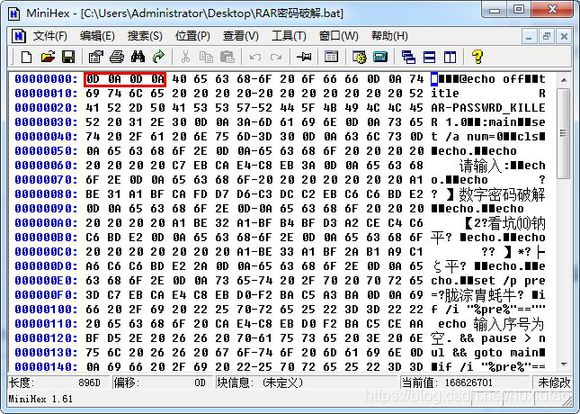 MiniHex - [C:\Users\Administrator\Desktop\RAR密码破解.bat]
文件(F) 编辑(E) 搜索(S) 位置(P) 查看(V) 工具(T) 窗口(W) 帮助(H)
00000000: 0D 0A 0D 0A 40 65 63 68-6F 20 6F 66 66 0D 0A 74 @echo off t
00000010: 69 74 6C 65 20 20 20 20-20 20 20 20 20 20 20 52 itle R
00000020: 41 52 2D 50 41 53 53 57-52 44 5F 4B 49 4C 4C 45 AR-PASSWRD_KILLE
00000030: 52 20 31 2E 30 0D 0A 3A-6D 61 69 6E 0D 0A 73 65 R 1.0 :main se
00000040: 74 20 2F 61 20 6E 75 6D-3D 30 0D 0A 63 6C 73 0D t /a num=0 cls
00000050: 0A 65 63 68 6F 2E 0D 0A-65 63 68 6F 2E 20 20 20 echo. echo.
00000060: 20 20 20 20 C7 EB CA E4-C8 EB 3A 0D 0A 65 63 68 请输入: ech
00000070: 6F 2E 0D 0A 65 63 68 6F-2E 20 20 20 20 20 20 A1 o. echo. ?
00000080: BE 31 A1 BF CA FD D7 D6-C3 DC C2 EB C6 C6 BD E2 ? 】数字密码破解
00000090: 0D 0A 65 63 68 6F 2E 0D-0A 65 63 68 6F 2E 20 20 echo. echo.
000000A0: 20 20 20 20 A1 BE 32 A1-BF B4 BF D3 A2 CE C4 C6 【2?看坑⑽钠
000000B0: C6 BD E2 0D 0A 65 63 68-6F 2E 0D 0A 65 63 68 6F 平? echo. echo
000000C0: 2E 20 20 20 20 20 20 A1-BE 33 A1 BF 2A B1 A9 C1 . 】*?├
000000D0: A6 C6 C6 BD E2 2A 0D 0A-65 63 68 6F 2E 0D 0A 65 ζ平? echo. e
000000E0: 63 68 6F 2E 0D 0A 73 65-74 20 2F 70 20 70 72 65 cho. set /p pre
000000F0: 3D C7 EB CA E4 C8 EB D0-F2 BA C5 A3 BA 0D 0A 69 =?胧淙胄蚝牛? i
00000100: 66 20 2F 69 20 22 25 70-72 65 25 22 3D 3D 22 22 f /i "%pre%"==""
00000110: 20 65 63 68 6F 20 CA E4-C8 EB D0 F2 BA C5 CE AA echo 输入序号为
00000120: BF D5 2E 20 26 26 20 70-61 75 73 65 20 3E 20 6E 空. && pause > n
00000130: 75 6C 20 26 20 26 67-6F 74 6F 20 6D 61 69 6E 0D ul && goto main
00000140: 0A 69 66 20 2F 69 20 22-25 70 72 65 25 22 3D 3D if /i "%pre%"==
长度: 896D 偏移: 0D 块信息: (未定义) 当前值: 168626701 未修改
MiniHex 1.61